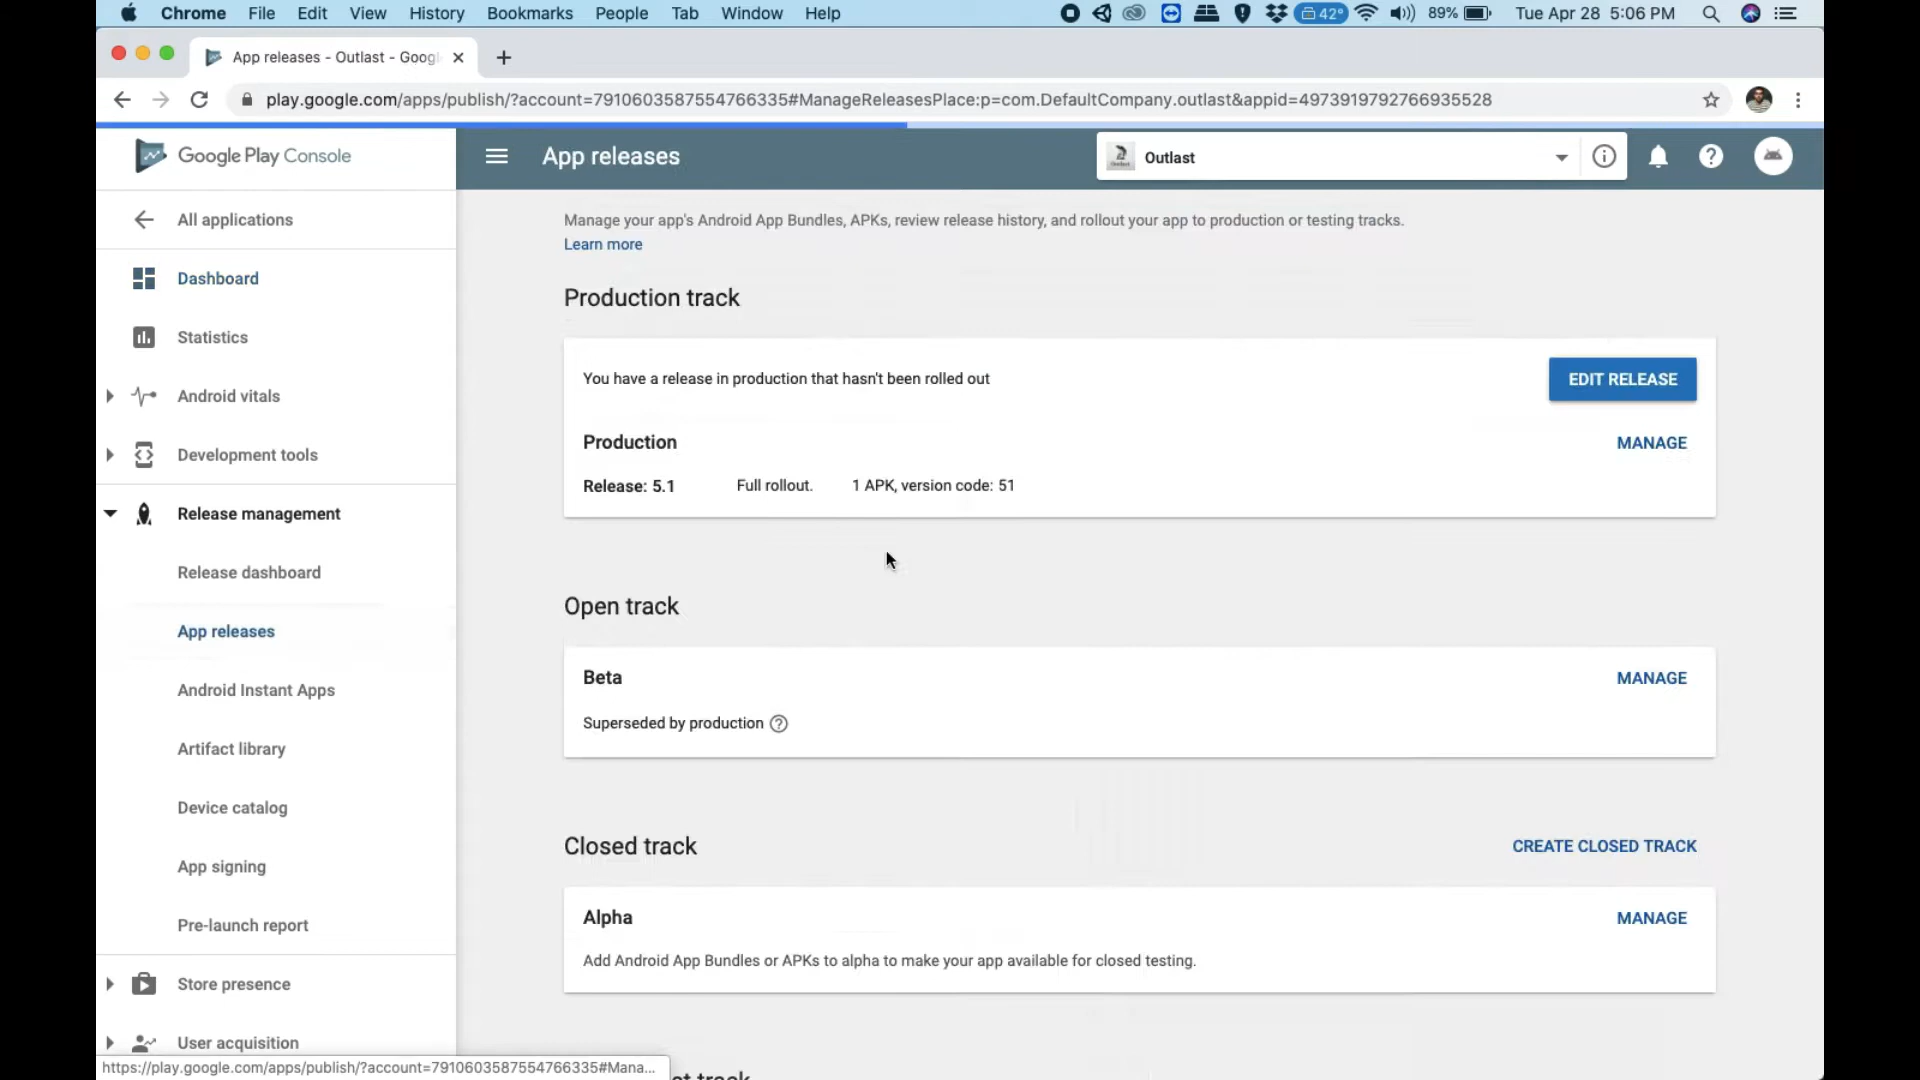 Chrome File Edit View History Bookmarks People Tab Window Help 42° 89% Tue Apr 28 5:06 PM
App releases - Outlast - Googl
play.google.com/apps/publish/?account=7910603587554766335#ManageReleasesPlace:p=com.DefaultCompany.outlast&appid=4973919792766935528
Google Play Console
App releases
Outlast
All applications
Dashboard
Statistics
Android vitals
Development tools
Release management
Release dashboard
App releases
Android Instant Apps
Artifact library
Device catalog
App signing
Pre-launch report
Store presence
User acquisition
Manage your app's Android App Bundles, APKs, review release history, and rollout your app to production or testing tracks.
Learn more
Production track
You have a release in production that hasn't been rolled out
EDIT RELEASE
Production
MANAGE
Release: 5.1 Full rollout. 1 APK, version code: 51
Open track
Beta
MANAGE
Superseded by production
Closed track
CREATE CLOSED TRACK
Alpha
MANAGE
Add Android App Bundles or APKs to alpha to make your app available for closed testing.
track
https://play.google.com/apps/publish/?account=7910603587554766335#Mana...